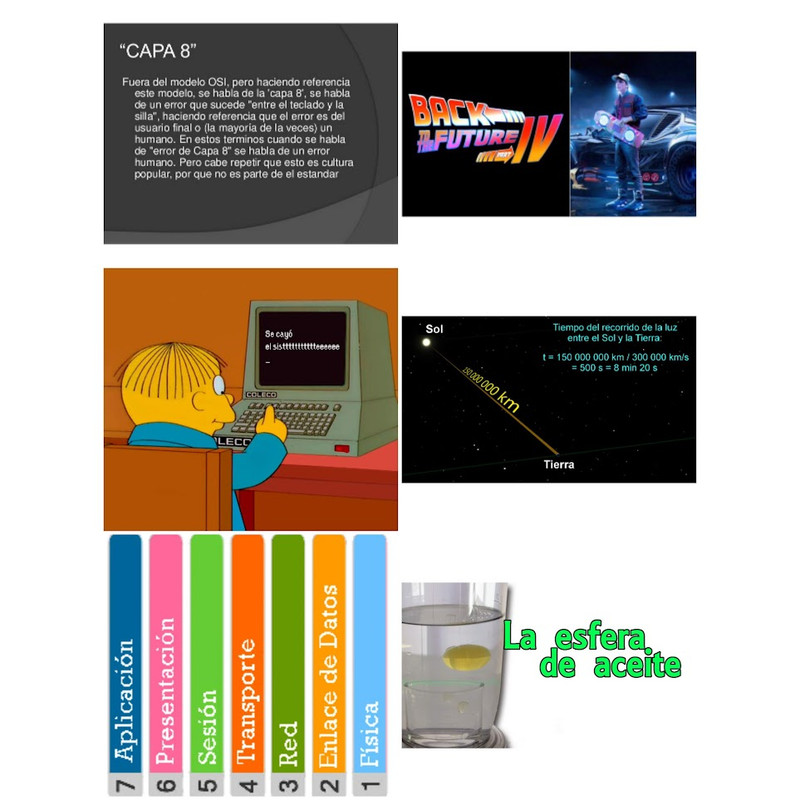 “CAPA 8”
Fuera del modelo OSI, pero haciendo referencia
este modelo, se habla de la 'capa 8', se habla
de un error que sucede "entre el teclado y la
silla", haciendo referencia que el error es del
usuario final o (la mayoría de la veces) un
humano. En estos terminos cuando se habla
de "error de Capa 8" se habla de un error
humano. Pero cabe repetir que esto es cultura
popular, por que no es parte de el estandar
BACK
TO THE
FUTURE
PART
IV
Se cayó
el sisttttttttttteeeeee
_
COLECO
COLECO
Sol
Tiempo del recorrido de la luz
entre el Sol y la Tierra:
t = 150 000 000 km / 300 000 km/s
= 500 s = 8 min 20 s
150 000 000 km
Tierra
7 Aplicación
6 Presentación
5 Sesión
4 Transporte
3 Red
2 Enlace de Datos
1 Física
La esfera
de aceite